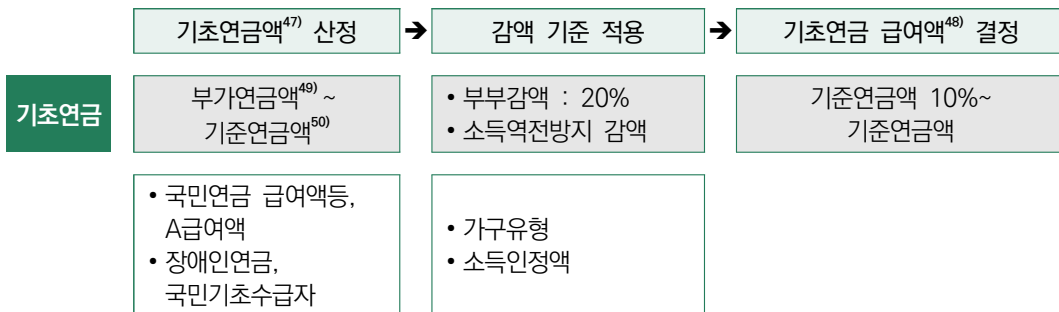 기초연금액47) 산정 ➔ 감액 기준 적용 ➔ 기초연금 급여액48) 결정
기초연금
부가연금액49) ~
기준연금액50)
• 부부감액 : 20%
• 소득역전방지 감액
기준연금액 10%~
기준연금액
• 국민연금 급여액등,
A급여액
• 장애인연금,
국민기초수급자
• 가구유형
• 소득인정액